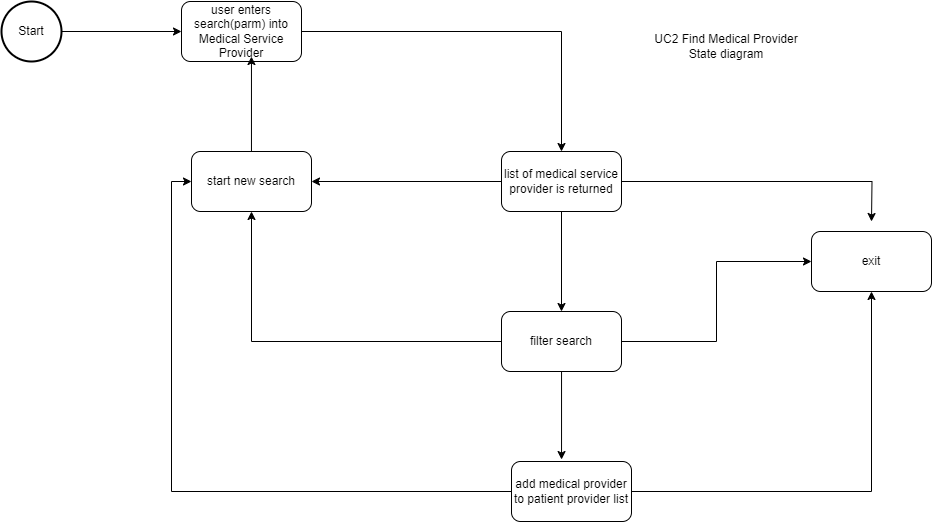 Start
user enters
search(parm) into
Medical Service
Provider
UC2 Find Medical Provider
State diagram
start new search
list of medical service
provider is returned
exit
filter search
add medical provider
to patient provider list